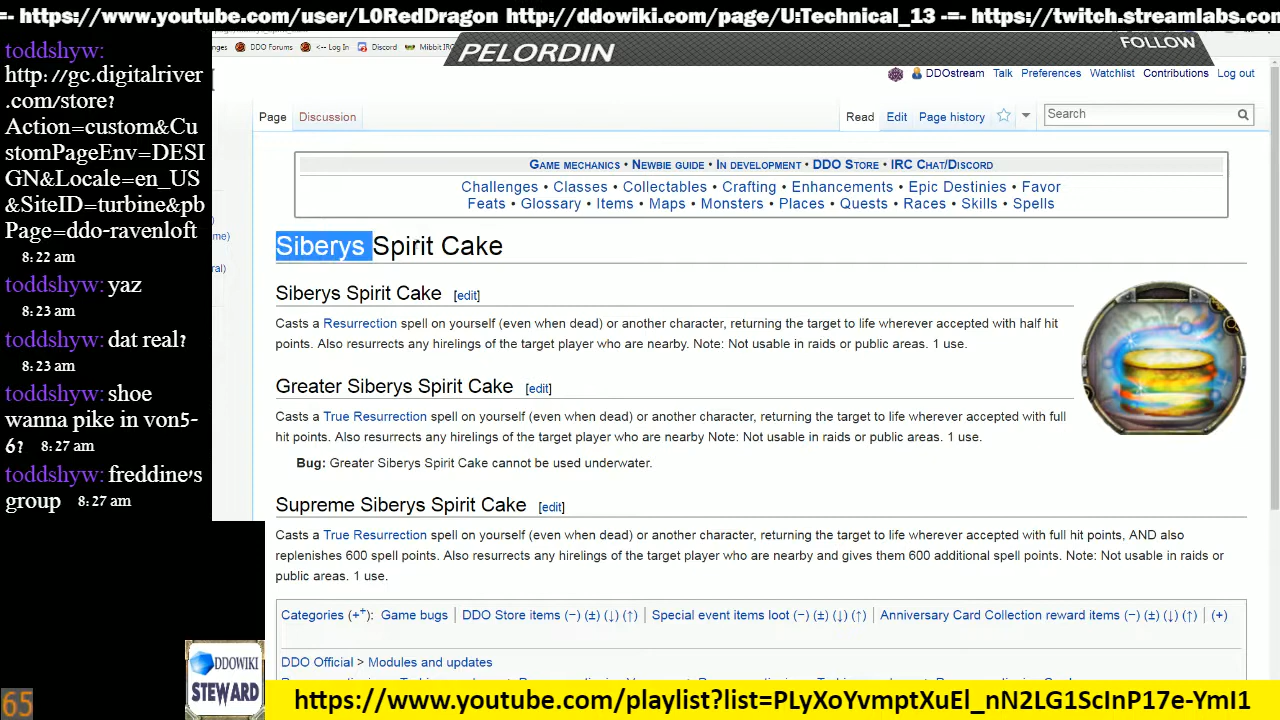 =- https://www.youtube.com/user/L0RedDragon http://ddowiki.com/page/U:Technical_13 -=- https://twitch.streamlabs.com
toddshyw:
http://gc.digitalriver
.com/store?
Action=custom&Cu
stomPageEnv=DESI
GN&Locale=en_US
&SiteID=turbine&pb
Page=ddo-ravenloft
8:22 am
toddshyw: yaz
8:23 am
toddshyw: dat real?
8:23 am
toddshyw: shoe
wanna pike in von5-
6? 8:27 am
toddshyw: freddine's
group 8:27 am
nges DDO Forums <-- Log In Discord Mibbit IRC
PELORDIN
FOLLOW
DDOstream Talk Preferences Watchlist Contributions Log out
Page Discussion Read Edit Page history Search
Game mechanics • Newbie guide • In development • DDO Store • IRC Chat/Discord
Challenges • Classes • Collectables • Crafting • Enhancements • Epic Destinies • Favor
Feats • Glossary • Items • Maps • Monsters • Places • Quests • Races • Skills • Spells
me)
ral)
Siberys Spirit Cake
Siberys Spirit Cake [edit]
Casts a Resurrection spell on yourself (even when dead) or another character, returning the target to life wherever accepted with half hit
points. Also resurrects any hirelings of the target player who are nearby. Note: Not usable in raids or public areas. 1 use.
Greater Siberys Spirit Cake [edit]
Casts a True Resurrection spell on yourself (even when dead) or another character, returning the target to life wherever accepted with full
hit points. Also resurrects any hirelings of the target player who are nearby Note: Not usable in raids or public areas. 1 use.
Bug: Greater Siberys Spirit Cake cannot be used underwater.
Supreme Siberys Spirit Cake [edit]
Casts a True Resurrection spell on yourself (even when dead) or another character, returning the target to life wherever accepted with full hit points, AND also
replenishes 600 spell points. Also resurrects any hirelings of the target player who are nearby and gives them 600 additional spell points. Note: Not usable in raids or
public areas. 1 use.
Categories (++): Game bugs | DDO Store items (−) (±) (↓) (↑) | Special event items loot (−) (±) (↓) (↑) | Anniversary Card Collection reward items (−) (±) (↓) (↑) | (+)
DDO Official > Modules and updates
DDOWIKI
STEWARD
65
https://www.youtube.com/playlist?list=PLyXoYvmptXuEl_nN2LG1ScInP17e-YmI1